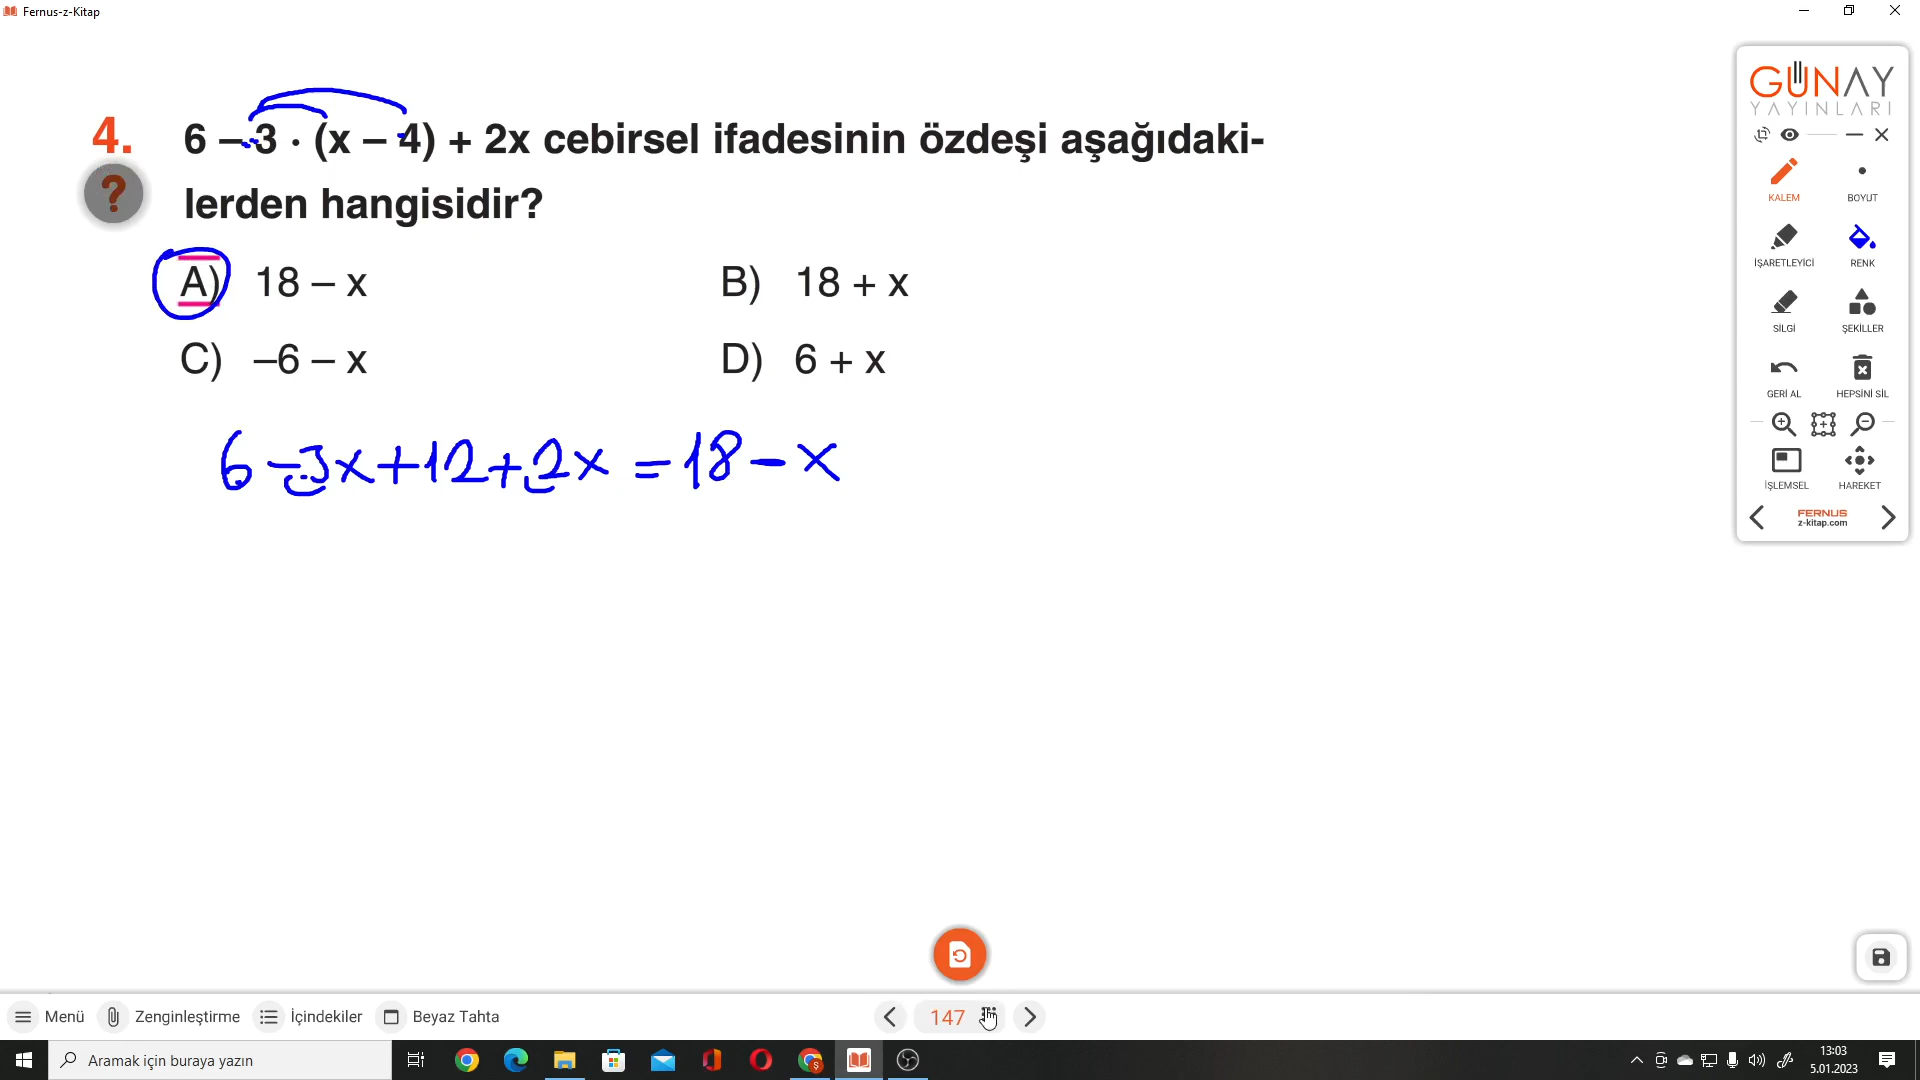 Fernus-z-Kitap
4. 6 – 3 · (x – 4) + 2x cebirsel ifadesinin özdeşi aşağıdaki-
?
lerden hangisidir?
A) 18 – x
B) 18 + x
C) –6 – x
D) 6 + x
6 - 3x + 12 + 2x = 18 - x
GÜNAY
YAYINLARI
KALEM
BOYUT
İŞARETLEYİCİ
RENK
SİLGİ
ŞEKİLLER
GERİ AL
HEPSİNİ SİL
İŞLEMSEL
HAREKET
FERNUS
z-kitap.com
Menü
Zenginleştirme
İçindekiler
Beyaz Tahta
147
Aramak için buraya yazın
13:03
5.01.2023